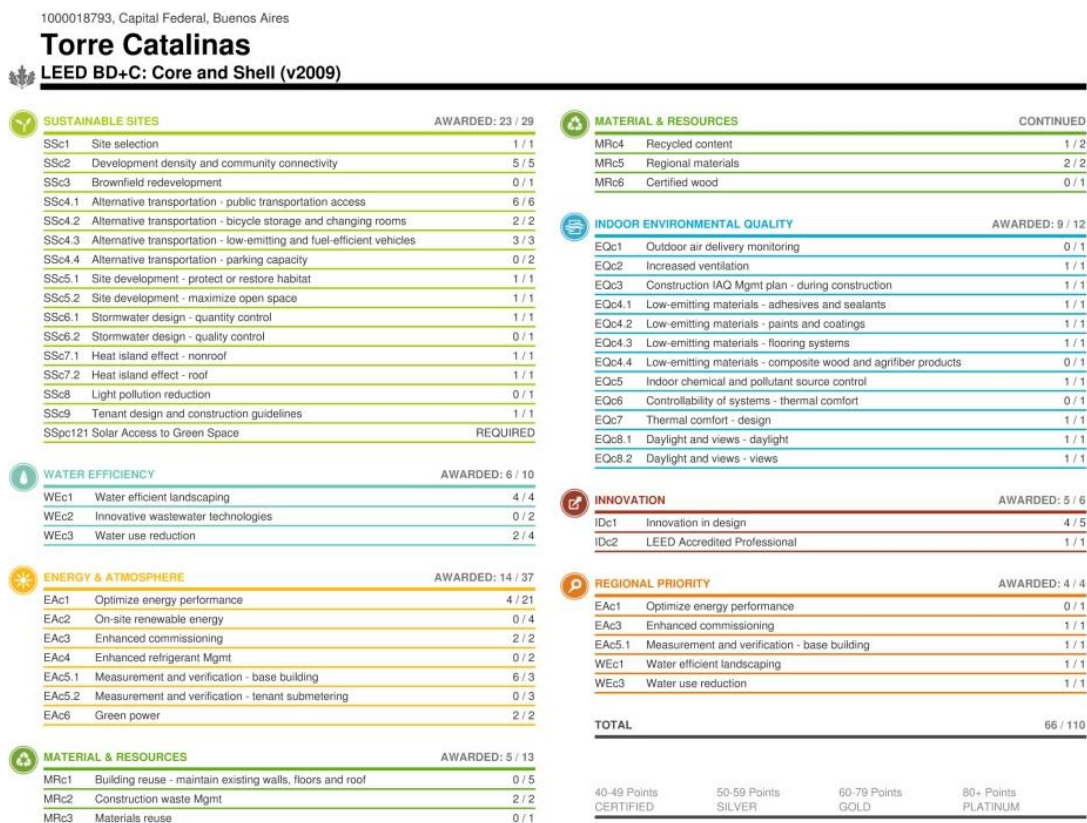 1000018793, Capital Federal, Buenos Aires
Torre Catalinas
LEED BD+C: Core and Shell (v2009)
SUSTAINABLE SITES AWARDED: 23 / 29
SSc1 Site selection 1 / 1
SSc2 Development density and community connectivity 5 / 5
SSc3 Brownfield redevelopment 0 / 1
SSc4.1 Alternative transportation - public transportation access 6 / 6
SSc4.2 Alternative transportation - bicycle storage and changing rooms 2 / 2
SSc4.3 Alternative transportation - low-emitting and fuel-efficient vehicles 3 / 3
SSc4.4 Alternative transportation - parking capacity 0 / 2
SSc5.1 Site development - protect or restore habitat 1 / 1
SSc5.2 Site development - maximize open space 1 / 1
SSc6.1 Stormwater design - quantity control 1 / 1
SSc6.2 Stormwater design - quality control 0 / 1
SSc7.1 Heat island effect - nonroof 1 / 1
SSc7.2 Heat island effect - roof 1 / 1
SSc8 Light pollution reduction 0 / 1
SSc9 Tenant design and construction guidelines 1 / 1
SSpc121 Solar Access to Green Space REQUIRED
WATER EFFICIENCY AWARDED: 6 / 10
WEc1 Water efficient landscaping 4 / 4
WEc2 Innovative wastewater technologies 0 / 2
WEc3 Water use reduction 2 / 4
ENERGY & ATMOSPHERE AWARDED: 14 / 37
EAc1 Optimize energy performance 4 / 21
EAc2 On-site renewable energy 0 / 4
EAc3 Enhanced commissioning 2 / 2
EAc4 Enhanced refrigerant Mgmt 0 / 2
EAc5.1 Measurement and verification - base building 6 / 3
EAc5.2 Measurement and verification - tenant submetering 0 / 3
EAc6 Green power 2 / 2
MATERIAL & RESOURCES AWARDED: 5 / 13
MRc1 Building reuse - maintain existing walls, floors and roof 0 / 5
MRc2 Construction waste Mgmt 2 / 2
MRc3 Materials reuse 0 / 1
MATERIAL & RESOURCES CONTINUED
MRc4 Recycled content 1 / 2
MRc5 Regional materials 2 / 2
MRc6 Certified wood 0 / 1
INDOOR ENVIRONMENTAL QUALITY AWARDED: 9 / 12
EQc1 Outdoor air delivery monitoring 0 / 1
EQc2 Increased ventilation 1 / 1
EQc3 Construction IAQ Mgmt plan - during construction 1 / 1
EQc4.1 Low-emitting materials - adhesives and sealants 1 / 1
EQc4.2 Low-emitting materials - paints and coatings 1 / 1
EQc4.3 Low-emitting materials - flooring systems 1 / 1
EQc4.4 Low-emitting materials - composite wood and agrifiber products 0 / 1
EQc5 Indoor chemical and pollutant source control 1 / 1
EQc6 Controllability of systems - thermal comfort 0 / 1
EQc7 Thermal comfort - design 1 / 1
EQc8.1 Daylight and views - daylight 1 / 1
EQc8.2 Daylight and views - views 1 / 1
INNOVATION AWARDED: 5 / 6
IDc1 Innovation in design 4 / 5
IDc2 LEED Accredited Professional 1 / 1
REGIONAL PRIORITY AWARDED: 4 / 4
EAc1 Optimize energy performance 0 / 1
EAc3 Enhanced commissioning 1 / 1
EAc5.1 Measurement and verification - base building 1 / 1
WEc1 Water efficient landscaping 1 / 1
WEc3 Water use reduction 1 / 1
TOTAL 66 / 110
40-49 Points 50-59 Points 60-79 Points 80+ Points
CERTIFIED SILVER GOLD PLATINUM